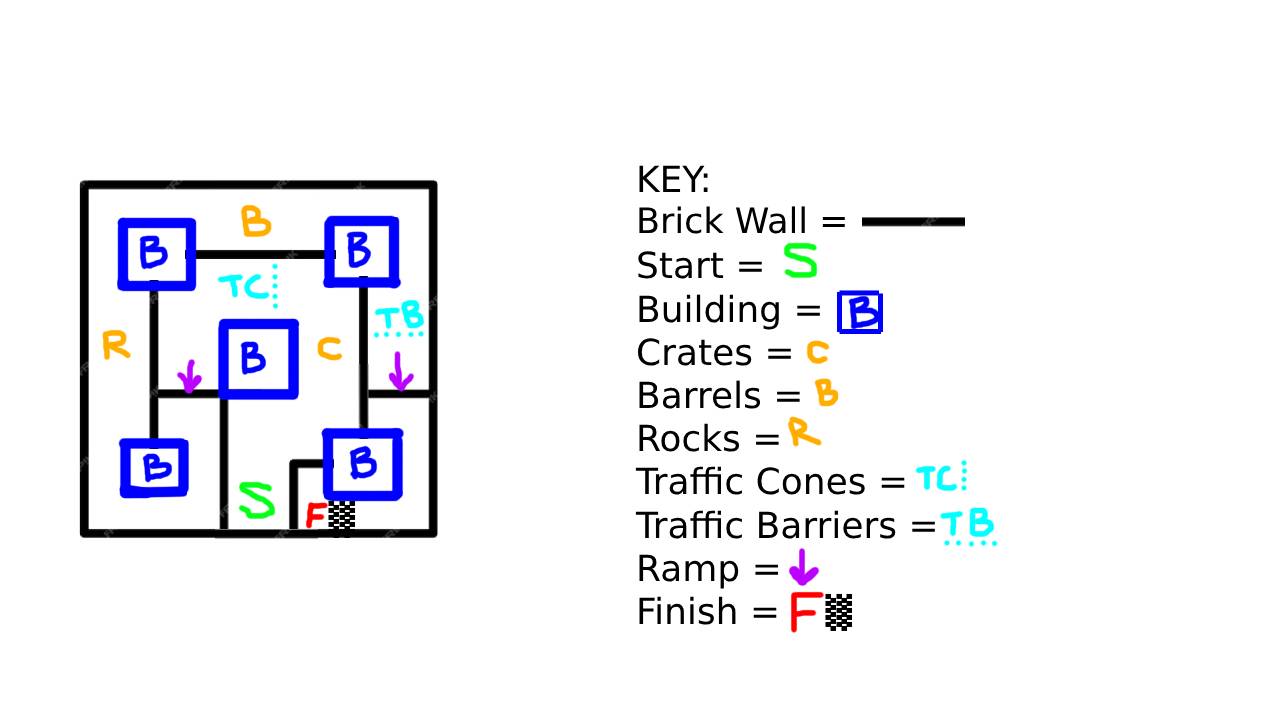 B
B
B
TC
TB
R
B
C
B
B
S
F
KEY:
Brick Wall =
Start = S
Building = B
Crates = C
Barrels = B
Rocks = R
Traffic Cones = TC
Traffic Barriers = TB
Ramp =
Finish = F